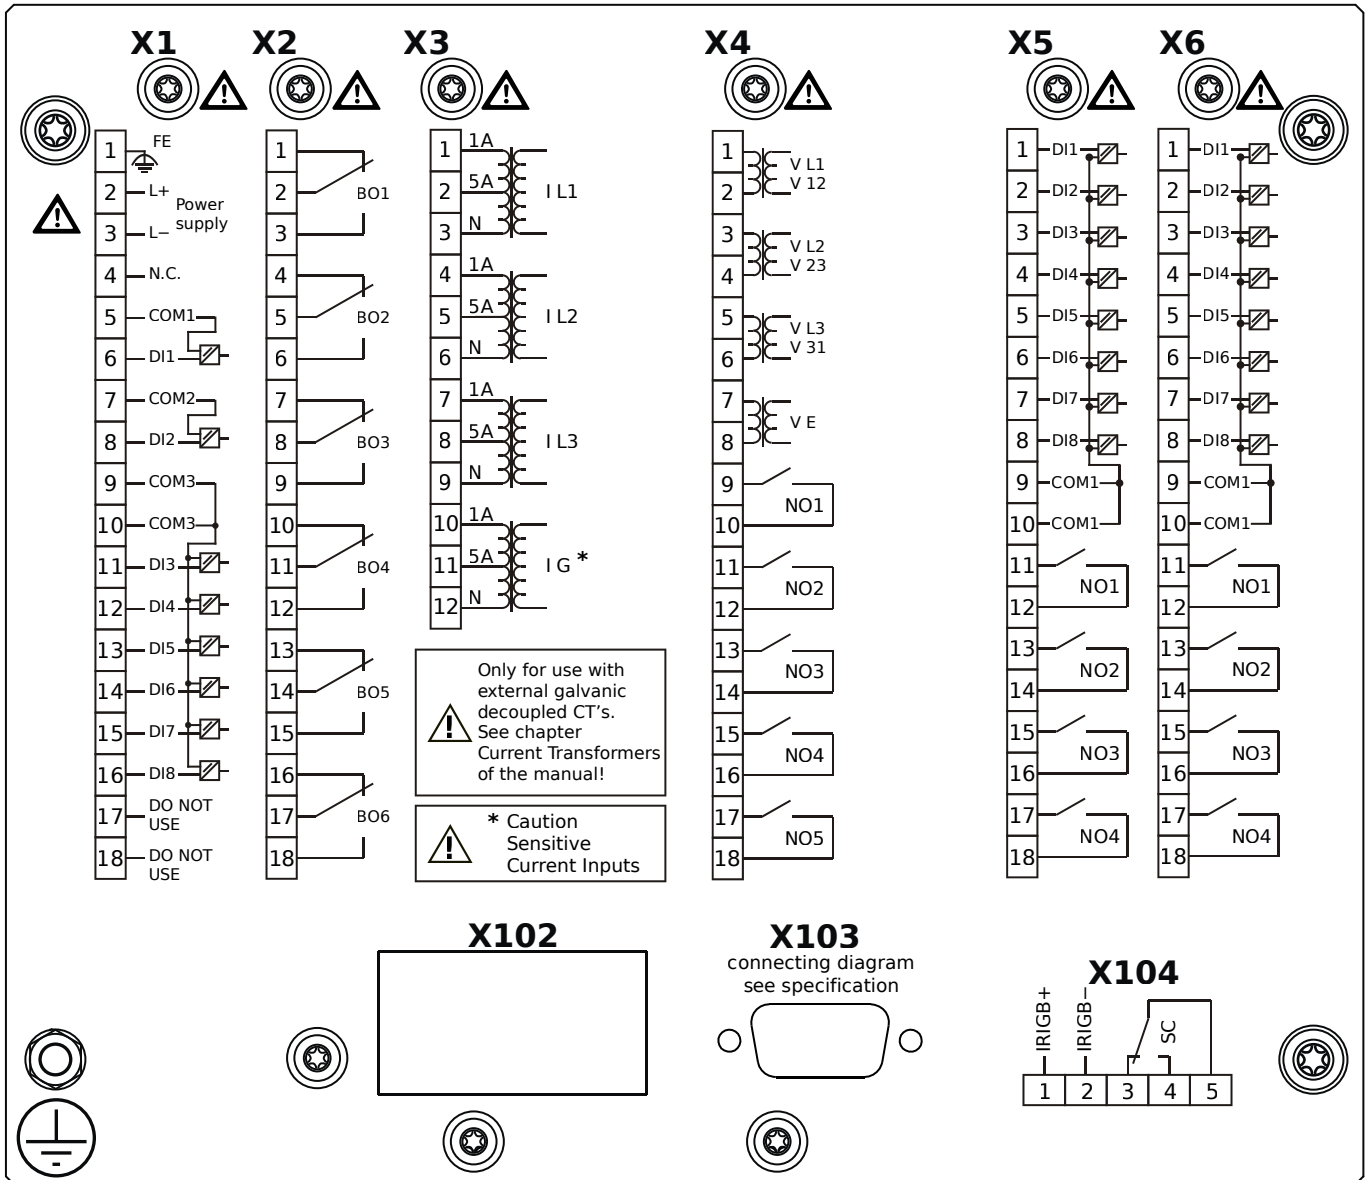 X1
X2
X3
X4
X5
X6
1 FE
2 L+
Power
supply
3 L−
4 N.C.
5 COM1
6 DI1
7 COM2
8 DI2
9 COM3
10 COM3
11 DI3
12 DI4
13 DI5
14 DI6
15 DI7
16 DI8
17 DO NOT
USE
18 DO NOT
USE
1
2 BO1
3
4
5 BO2
6
7
8 BO3
9
10
11 BO4
12
13
14 BO5
15
16
17 BO6
18
1 1A
2 5A I L1
3 N
4 1A
5 5A I L2
6 N
7 1A
8 5A I L3
9 N
10 1A
11 5A I G *
12 N
Only for use with
external galvanic
decoupled CT's.
See chapter
Current Transformers
of the manual!
* Caution
Sensitive
Current Inputs
1 V L1
2 V 12
3 V L2
4 V 23
5 V L3
6 V 31
7 V E
8
9
NO1
10
11
NO2
12
13
NO3
14
15
NO4
16
17
NO5
18
1 DI1
2 DI2
3 DI3
4 DI4
5 DI5
6 DI6
7 DI7
8 DI8
9 COM1
10 COM1
11
NO1
12
13
NO2
14
15
NO3
16
17
NO4
18
1 DI1
2 DI2
3 DI3
4 DI4
5 DI5
6 DI6
7 DI7
8 DI8
9 COM1
10 COM1
11
NO1
12
13
NO2
14
15
NO3
16
17
NO4
18
X102
X103
connecting diagram
see specification
X104
IRIGB+
IRIGB−
SC
1 2 3 4 5